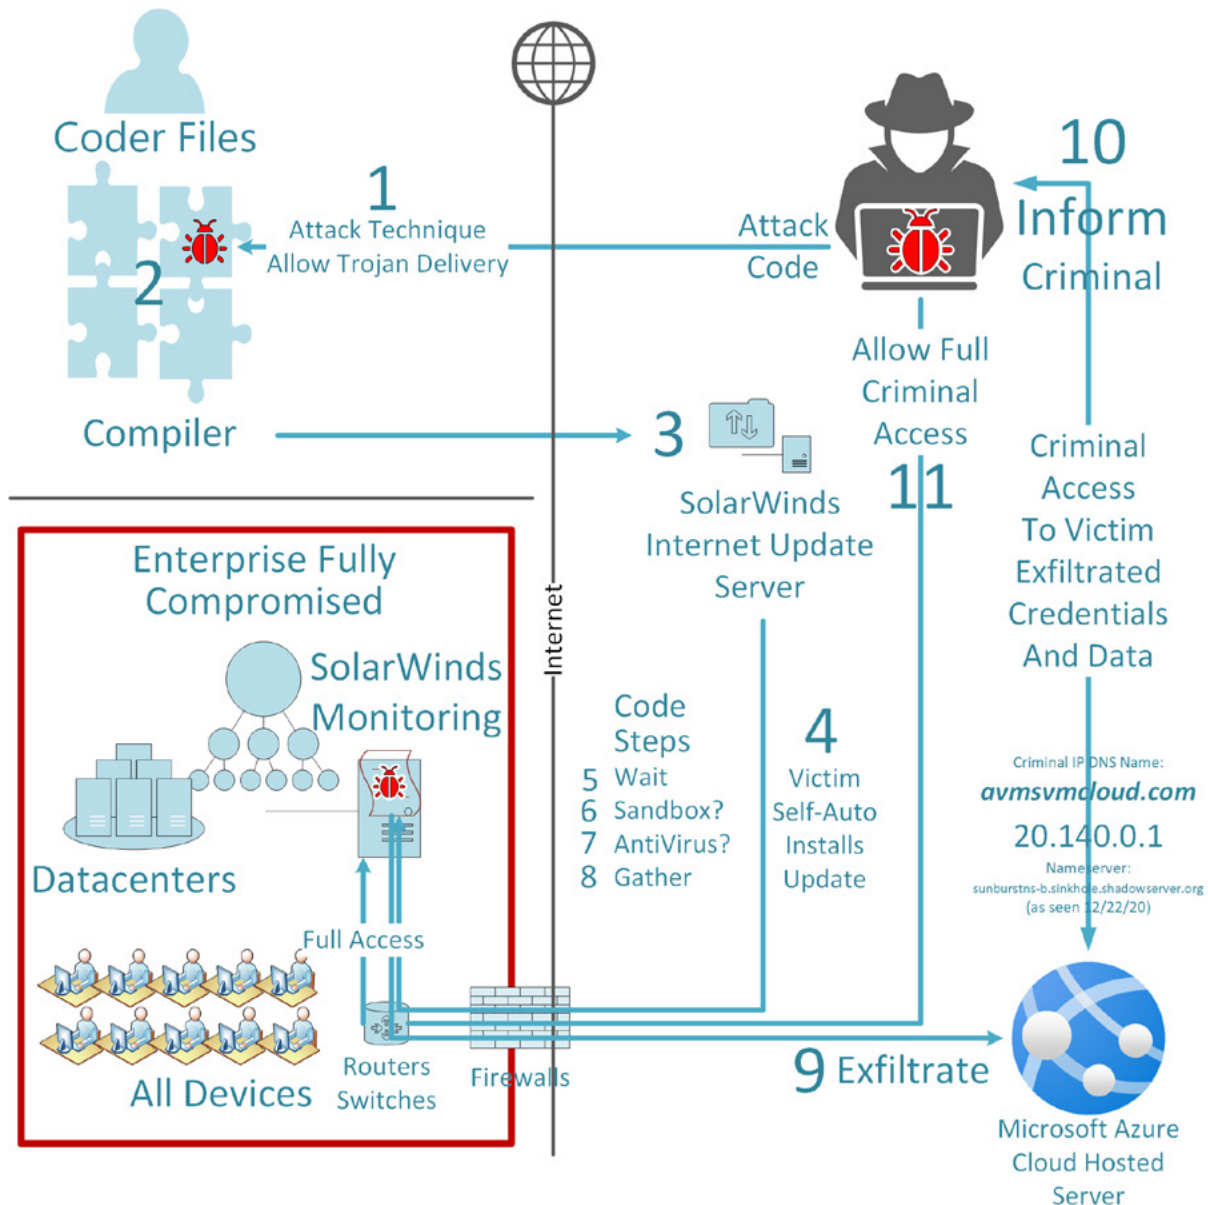 Coder Files
1
Attack Technique
Allow Trojan Delivery
2
Compiler
Attack
Code
10
Inform
Criminal
Allow Full
Criminal
Access
11
3
SolarWinds
Internet Update
Server
Criminal
Access
To Victim
Exfiltrated
Credentials
And Data
Internet
Enterprise Fully
Compromised
SolarWinds
Monitoring
Datacenters
Full Access
All Devices
Routers
Switches
Firewalls
Code
Steps
5 Wait
6 Sandbox?
7 AntiVirus?
8 Gather
4
Victim
Self-Auto
Installs
Update
Criminal IP DNS Name:
avmsvmcloud.com
20.140.0.1
Nameserver:
sunburstns-b.sinkhole.shadowserver.org
(as seen 12/22/20)
9 Exfiltrate
Microsoft Azure
Cloud Hosted
Server